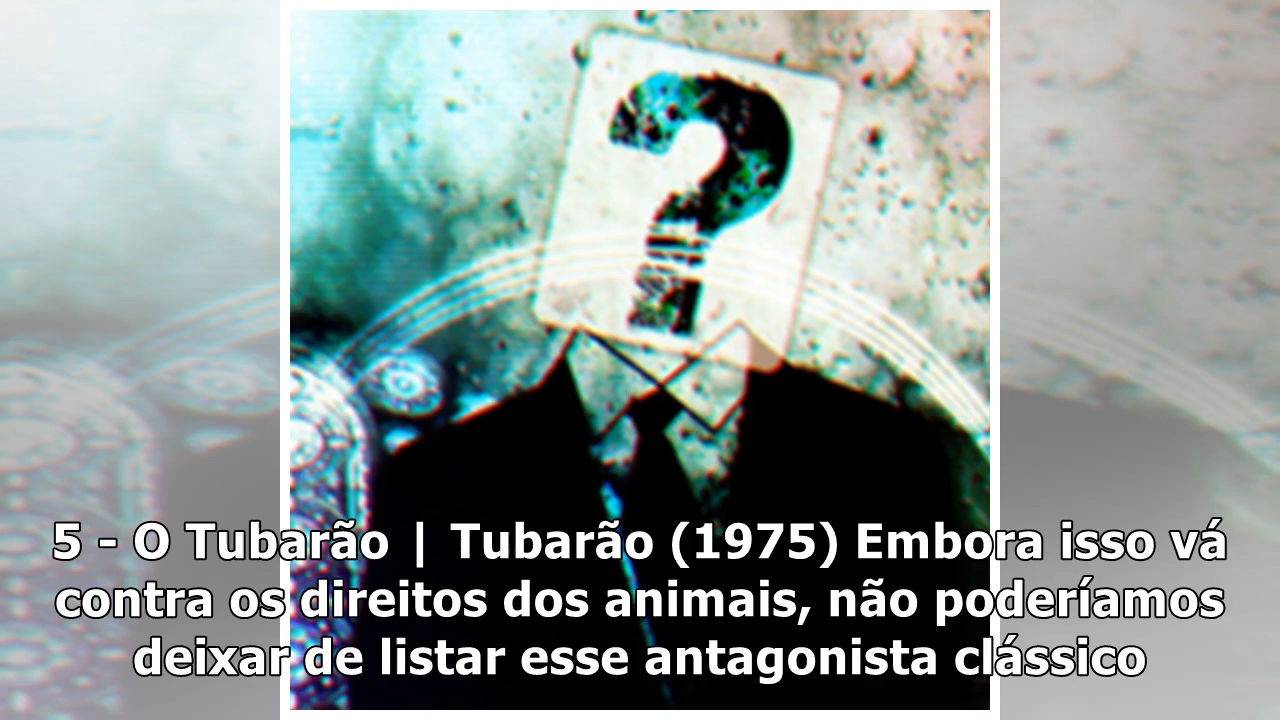 ?
5 - O Tubarão | Tubarão (1975) Embora isso vá
contra os direitos dos animais, não poderíamos
deixar de listar esse antagonista clássico